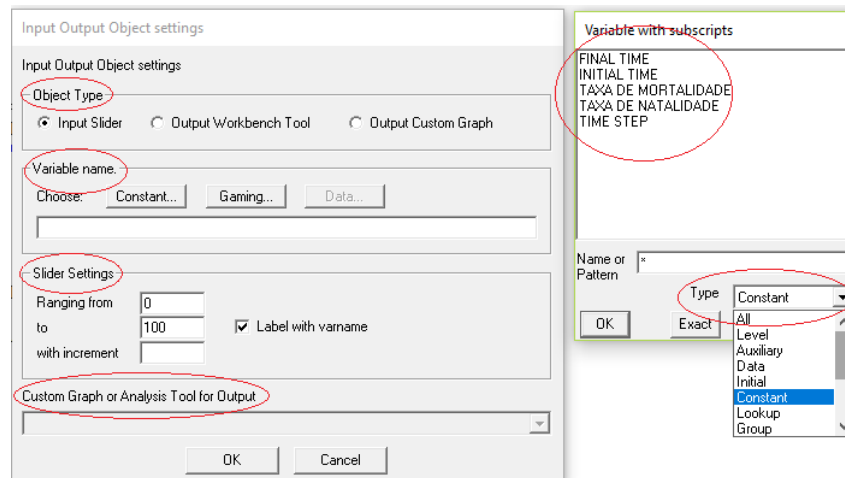 Input Output Object settings
Input Output Object settings
Object Type
Input Slider Output Workbench Tool Output Custom Graph
Variable name.
Choose: Constant... Gaming... Data...
Slider Settings
Ranging from 0
to 100 Label with varname
with increment
Custom Graph or Analysis Tool for Output
OK Cancel
Variable with subscripts
FINAL TIME
INITIAL TIME
TAXA DE MORTALIDADE
TAXA DE NATALIDADE
TIME STEP
Name or Pattern *
Type Constant
OK Exact
All
Level
Auxiliary
Data
Initial
Constant
Lookup
Group